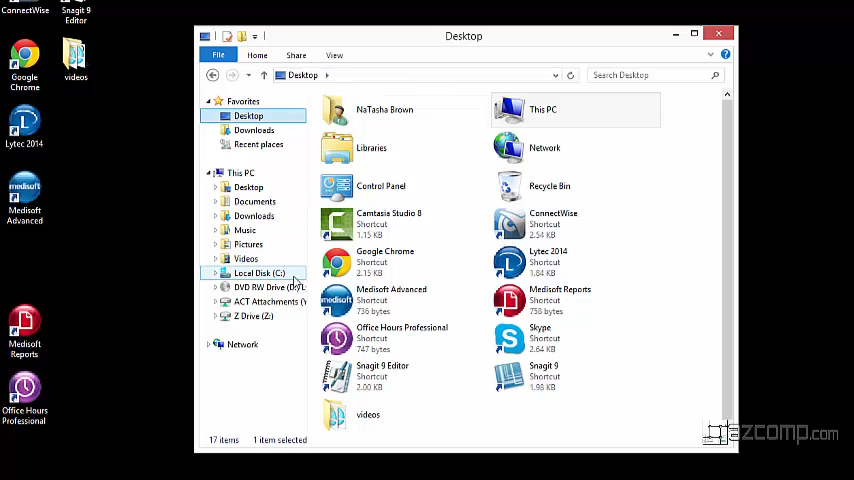 ConnectWise
Snagit 9
Editor
Google
Chrome
videos
Lytec 2014
Medisoft
Advanced
Medisoft
Reports
Office Hours
Professional
Desktop
File
Home
Share
View
Desktop
Search Desktop
Favorites
Desktop
Downloads
Recent places
This PC
Desktop
Documents
Downloads
Music
Pictures
Videos
Local Disk (C:)
DVD RW Drive (D:) L
ACT Attachments (Y
Z Drive (Z:)
Network
NaTasha Brown
This PC
Libraries
Network
Control Panel
Recycle Bin
Camtasia Studio 8
Shortcut
1.15 KB
ConnectWise
Shortcut
2.54 KB
Google Chrome
Shortcut
2.15 KB
Lytec 2014
Shortcut
1.84 KB
Medisoft Advanced
Shortcut
736 bytes
Medisoft Reports
Shortcut
758 bytes
Office Hours Professional
Shortcut
747 bytes
Skype
Shortcut
2.64 KB
Snagit 9 Editor
Shortcut
2.00 KB
Snagit 9
Shortcut
1.98 KB
videos
17 items
1 item selected
azcomp.com